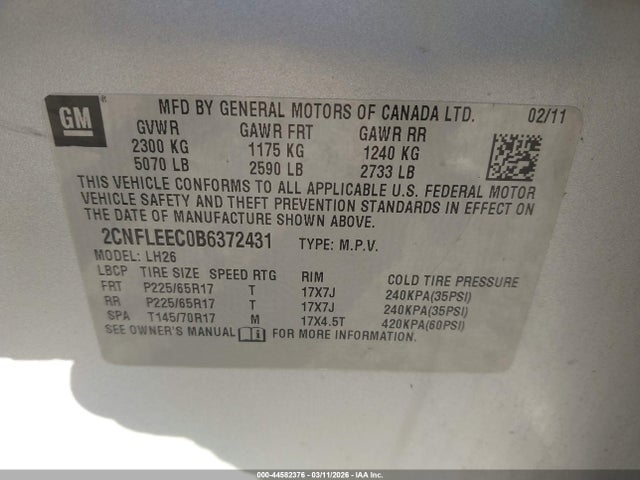 GM
MFD BY GENERAL MOTORS OF CANADA LTD. 02/11
GVWR GAWR FRT GAWR RR
2300 KG 1175 KG 1240 KG
5070 LB 2590 LB 2733 LB
THIS VEHICLE CONFORMS TO ALL APPLICABLE U.S. FEDERAL MOTOR
VEHICLE SAFETY AND THEFT PREVENTION STANDARDS IN EFFECT ON
THE DATE OF MANUFACTURE SHOWN ABOVE.
2CNFLEEC0B6372431 TYPE: M.P.V.
MODEL: LH26
LBCP TIRE SIZE SPEED RTG RIM COLD TIRE PRESSURE
FRT P225/65R17 T 17X7J 240KPA(35PSI)
RR P225/65R17 T 17X7J 240KPA(35PSI)
SPA T145/70R17 M 17X4.5T 420KPA(60PSI)
SEE OWNER'S MANUAL FOR MORE INFORMATION.
000-44582376 - 03/11/2026 - IAAI, Inc.